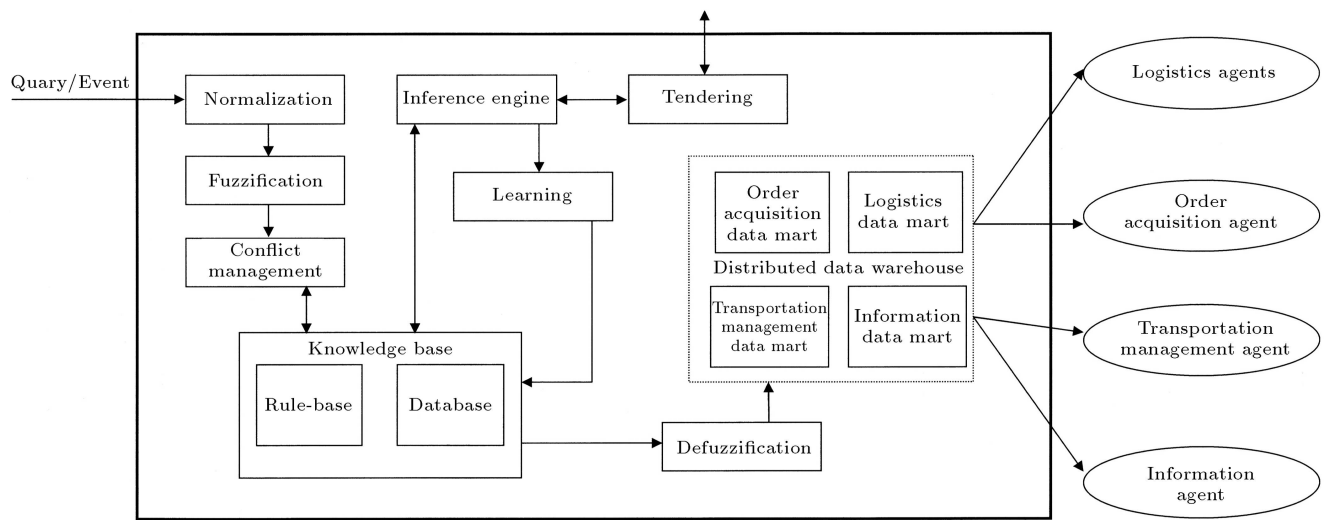 Quary/Event
Normalization
Fuzzification
Conflict
management
Inference engine
Learning
Tendering
Knowledge base
Rule-base
Database
Defuzzification
Order
acquisition
data mart
Logistics
data mart
Distributed data warehouse
Transportation
management
data mart
Information
data mart
Logistics agents
Order
acquisition agent
Transportation
management agent
Information
agent